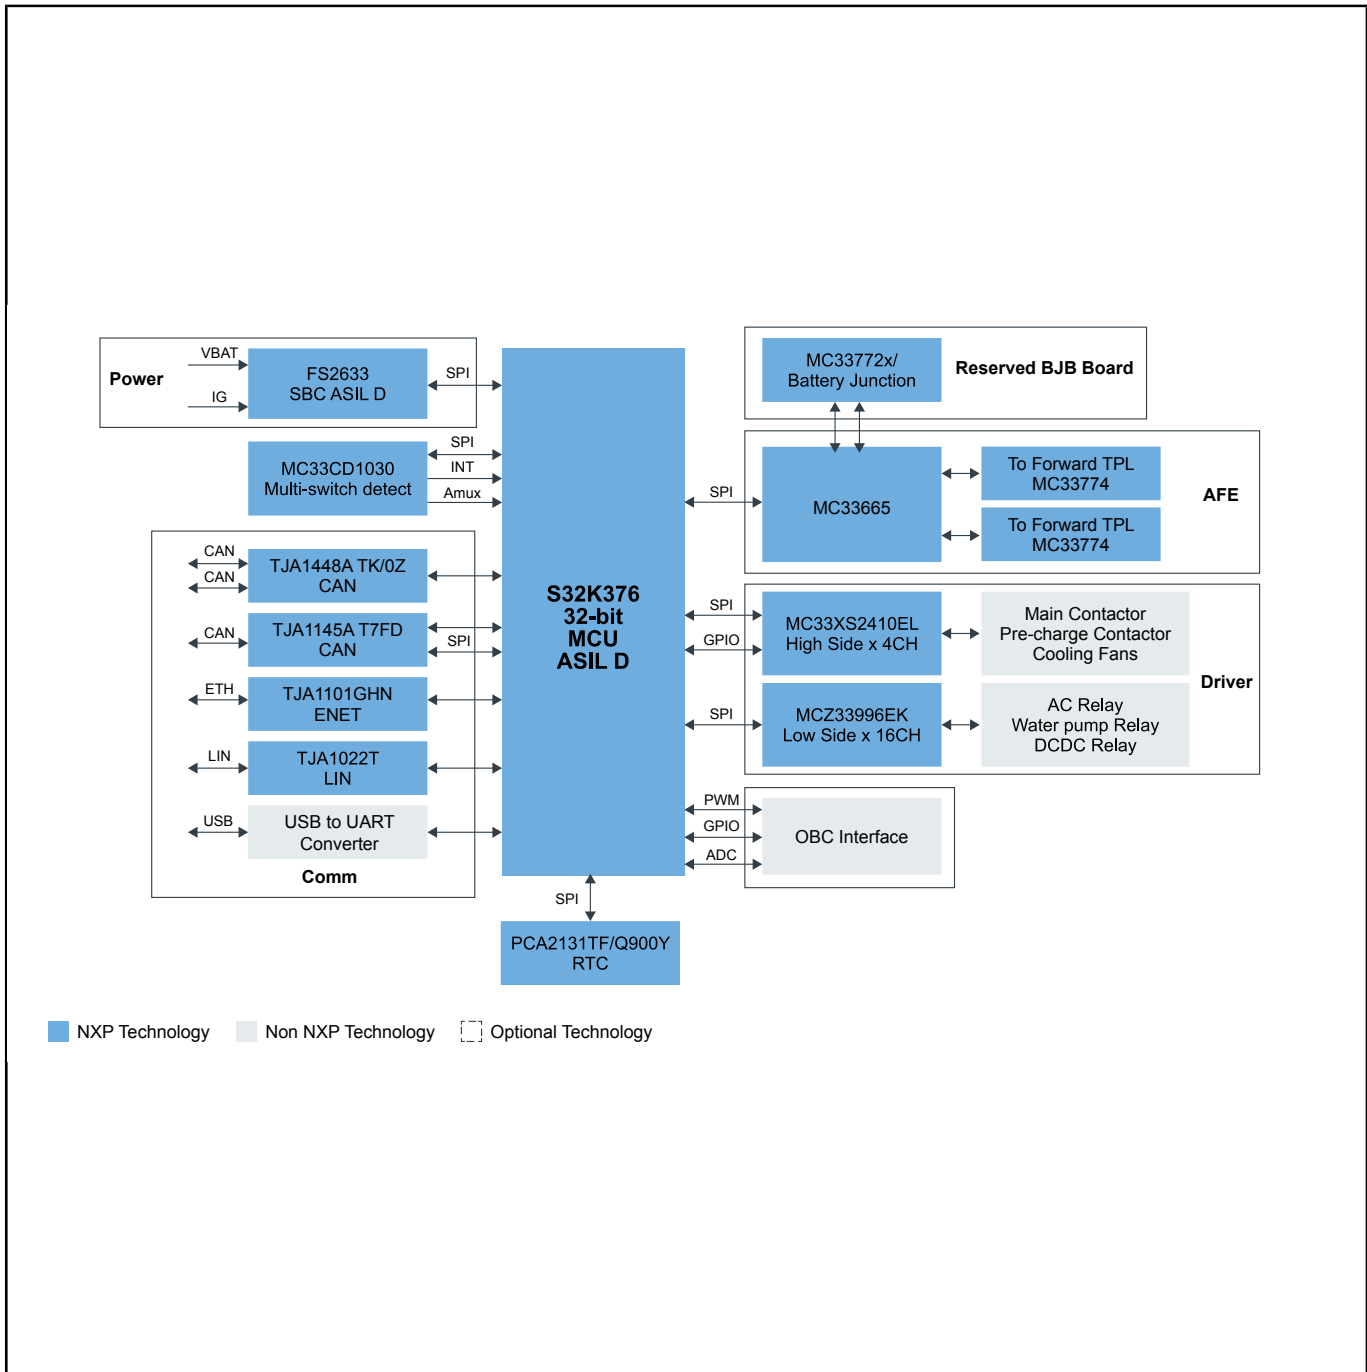 Power
VBAT
IG
FS2633
SBC ASIL D
SPI
MC33CD1030
Multi-switch detect
SPI
INT
Amux
CAN
CAN
TJA1448A TK/0Z
CAN
CAN
TJA1145A T7FD
CAN
SPI
ETH
TJA1101GHN
ENET
LIN
TJA1022T
LIN
USB
USB to UART
Converter
Comm
S32K376
32-bit
MCU
ASIL D
SPI
PCA2131TF/Q900Y
RTC
MC33772x/
Battery Junction
Reserved BJB Board
SPI
MC33665
To Forward TPL
MC33774
To Forward TPL
MC33774
AFE
SPI
GPIO
MC33XS2410EL
High Side x 4CH
Main Contactor
Pre-charge Contactor
Cooling Fans
Driver
SPI
MCZ33996EK
Low Side x 16CH
AC Relay
Water pump Relay
DCDC Relay
PWM
GPIO
ADC
OBC Interface
NXP Technology
Non NXP Technology
Optional Technology